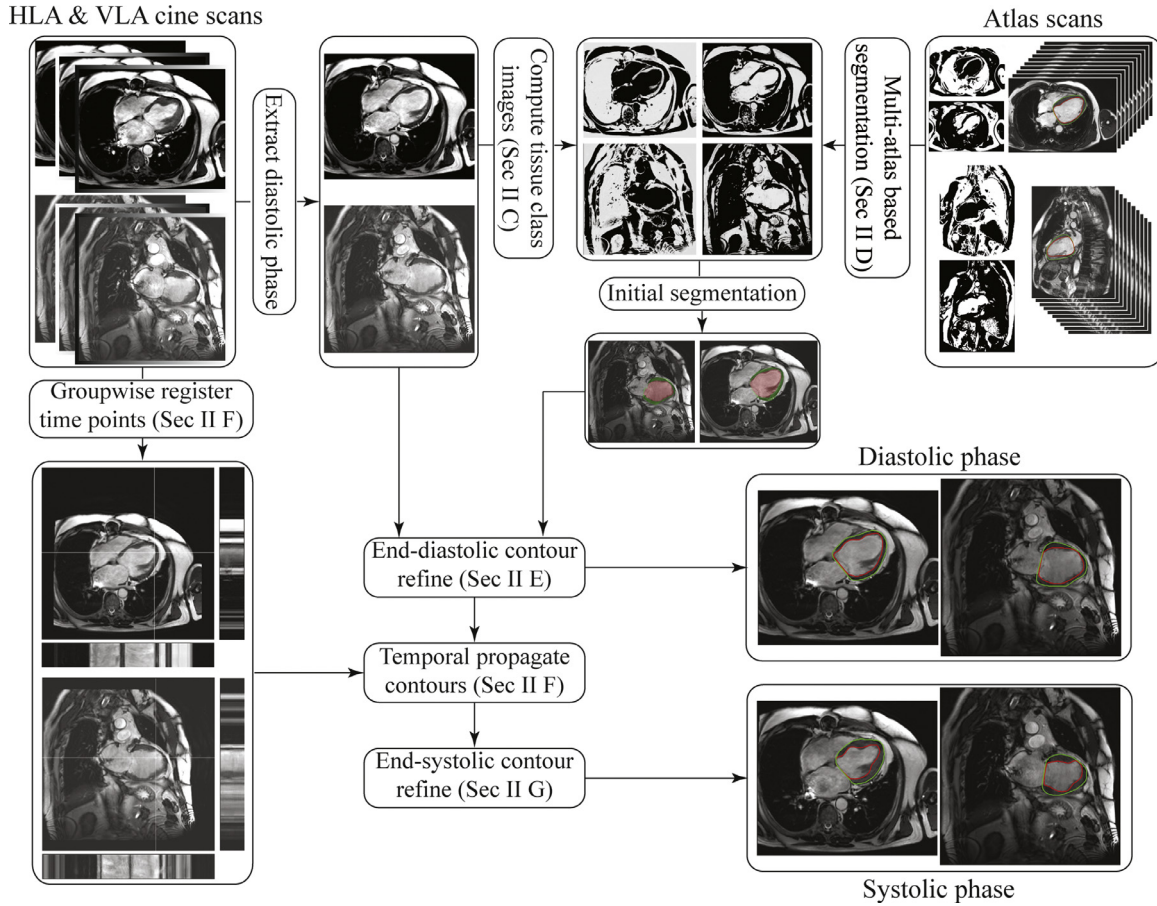 HLA & VLA cine scans
Atlas scans
Extract diastolic
phase
Compute tissue class
images (Sec II C)
Multi-atlas based
segmentation (Sec II D)
Initial segmentation
Groupwise register
time points (Sec II F)
Diastolic phase
End-diastolic contour
refine (Sec II E)
Temporal propagate
contours (Sec II F)
End-systolic contour
refine (Sec II G)
Systolic phase